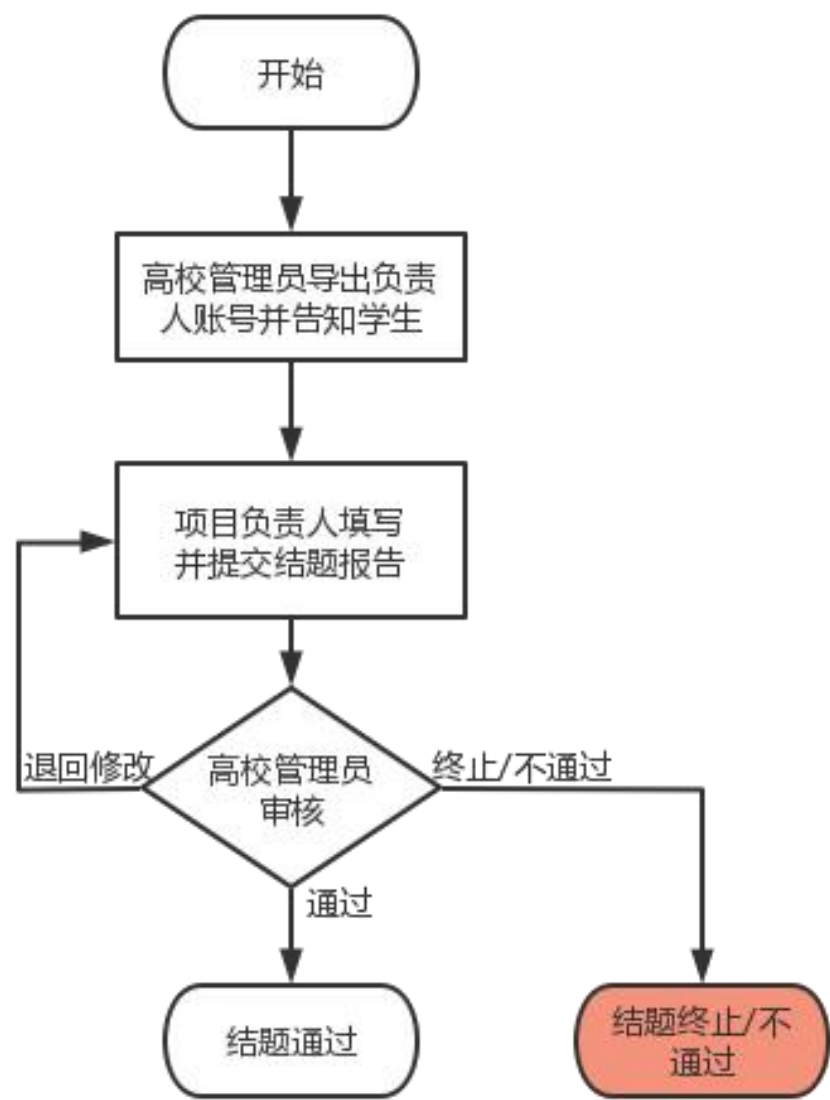 开始
高校管理员导出负责
人账号并告知学生
项目负责人填写
并提交结题报告
退回修改
高校管理员
审核
终止/不通过
通过
结题通过
结题终止/不
通过